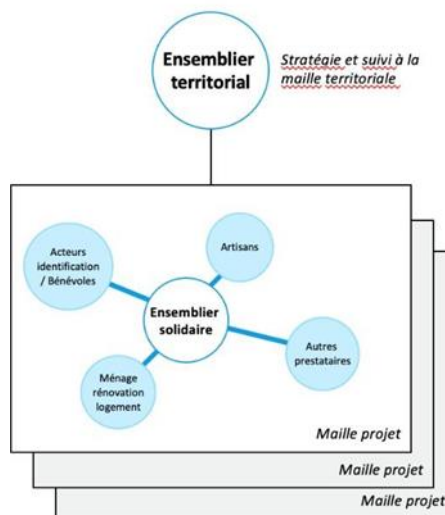 Ensemblier
territorial
Stratégie et suivi à la
maille territoriale
Acteurs
identification
/ Bénévoles
Artisans
Ensemblier
solidaire
Autres
prestataires
Ménage
rénovation
logement
Maille projet
Maille projet
Maille projet